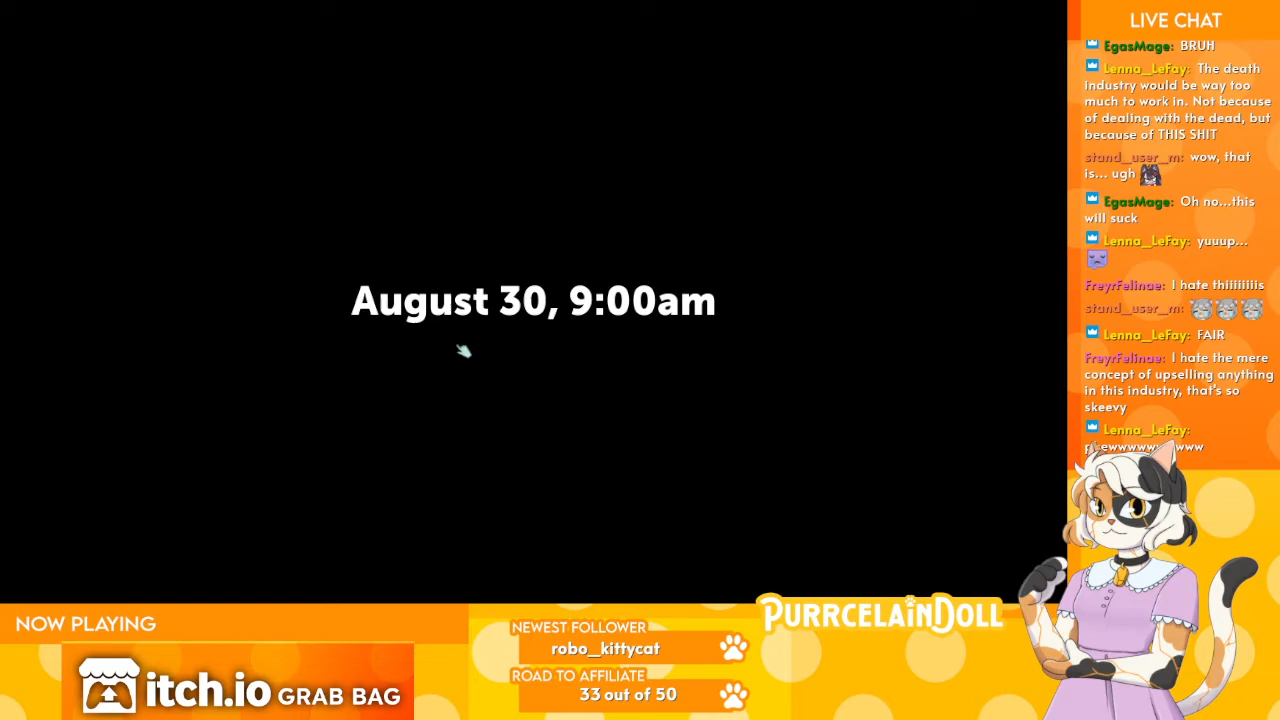 August 30, 9:00am
LIVE CHAT
EgasMage: BRUH
Lenna_LeFay: The death
industry would be way too
much to work in. Not because
of dealing with the dead, but
because of THIS SHIT
stand_user_m: wow, that
is... ugh
EgasMage: Oh no...this
will suck
Lenna_LeFay: yuuup...
FreyrFelinae: I hate thiiiiiiiis
stand_user_m:
Lenna_LeFay: FAIR
FreyrFelinae: I hate the mere
concept of upselling anything
in this industry, that's so
skeevy
Lenna_LeFay:
NOW PLAYING
itch.io GRAB BAG
NEWEST FOLLOWER
robo_kittycat
ROAD TO AFFILIATE
33 out of 50
PURRCELAINDOLL